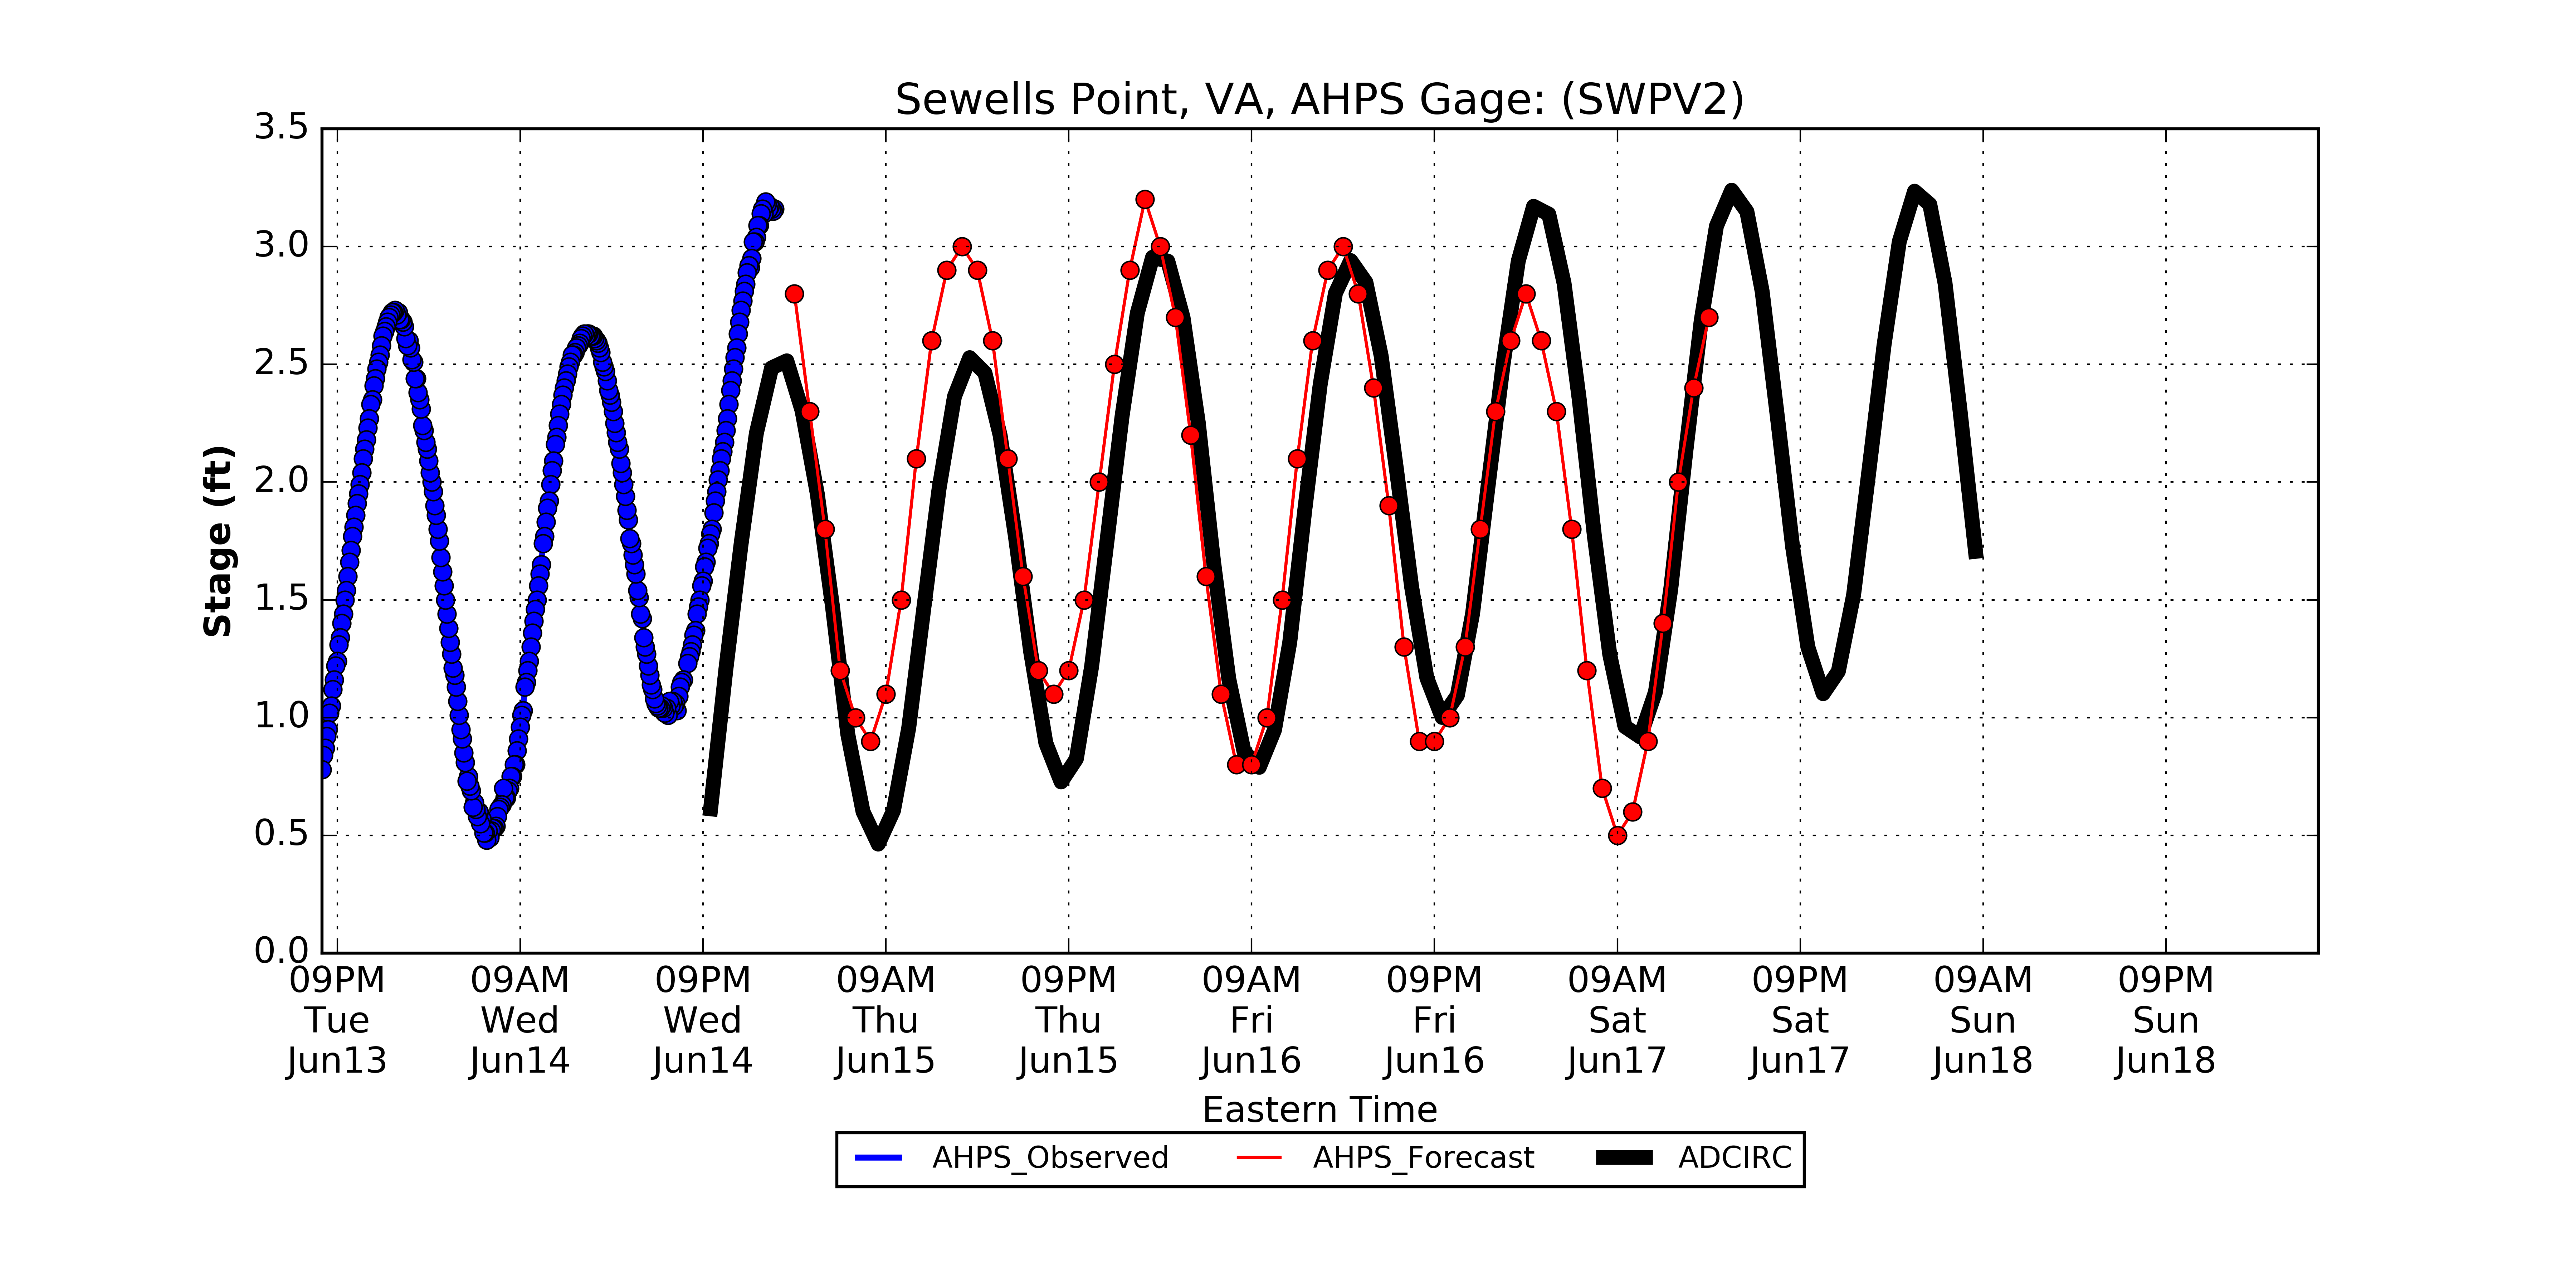 Sewells Point, VA, AHPS Gage: (SWPV2)
3.5
3.0
2.5
2.0
1.5
1.0
0.5
0.0
Stage (ft)
09PM 09AM 09PM 09AM 09PM 09AM 09PM 09AM 09PM 09AM 09PM
Tue Wed Wed Thu Thu Fri Fri Sat Sat Sun Sun
Jun13 Jun14 Jun14 Jun15 Jun15 Jun16 Jun16 Jun17 Jun17 Jun18 Jun18
Eastern Time
AHPS_Observed AHPS_Forecast ADCIRC